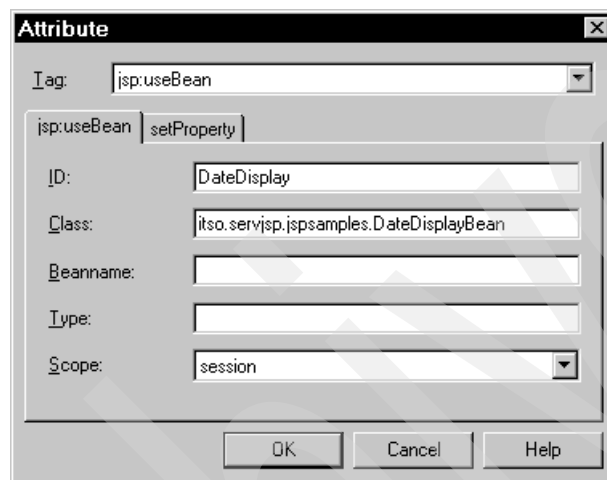 Attribute
Tag: jsp:useBean
jsp:useBean setProperty
ID: DateDisplay
Class: itso.servjsp.jspsamples.DateDisplayBean
Beanname:
Type:
Scope: session
OK Cancel Help